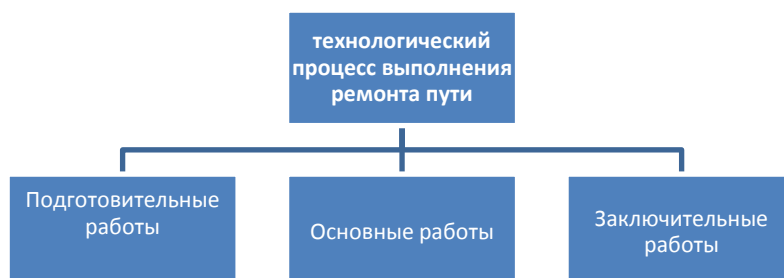 технологический
процесс выполнения
ремонта пути
Подготовительные
работы
Основные работы
Заключительные
работы